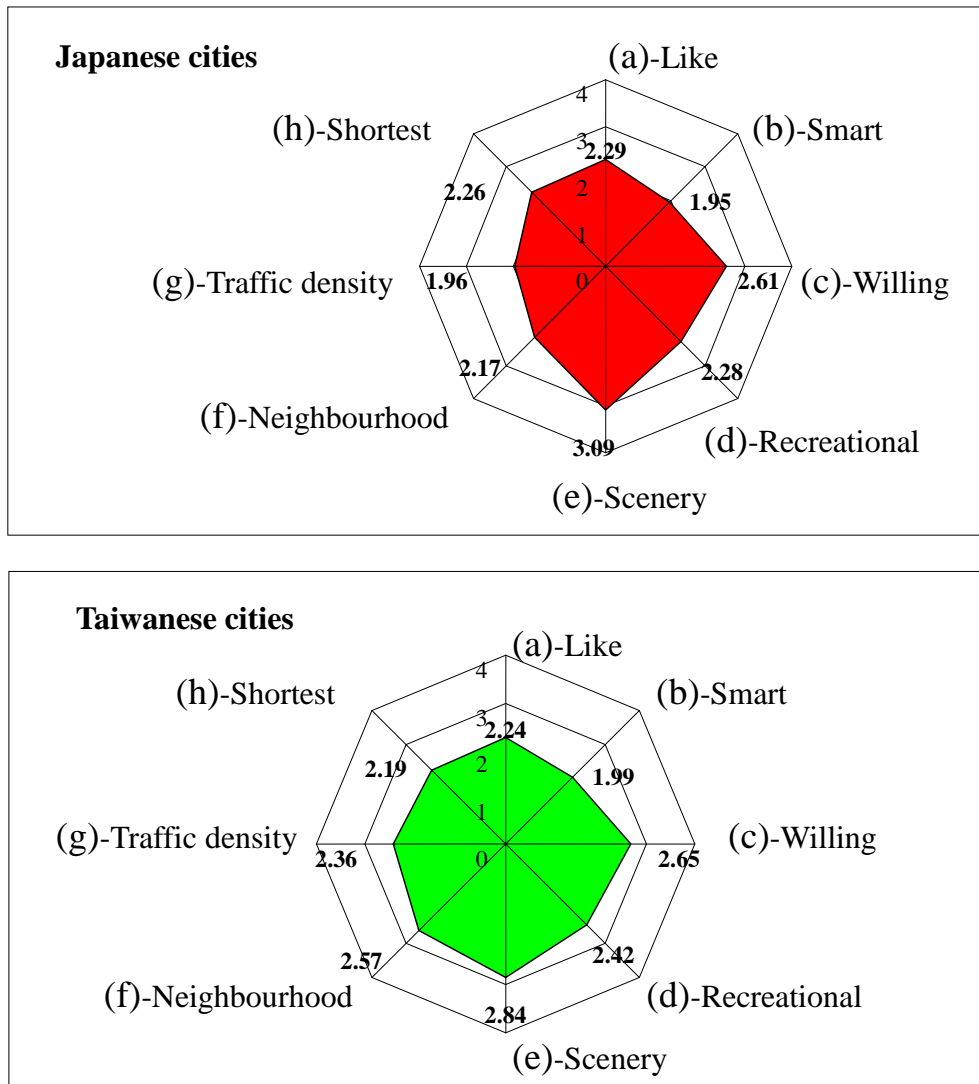 Japanese cities
(a)-Like
4
(h)-Shortest
(b)-Smart
3
2.29
2.26
2
1.95
1
(g)-Traffic density
1.96
0
2.61
(c)-Willing
2.17
2.28
(f)-Neighbourhood
(d)-Recreational
3.09
(e)-Scenery
Taiwanese cities
(a)-Like
4
(h)-Shortest
(b)-Smart
3
2.24
2.19
2
1.99
1
(g)-Traffic density
2.36
0
2.65
(c)-Willing
2.57
2.42
(f)-Neighbourhood
(d)-Recreational
2.84
(e)-Scenery